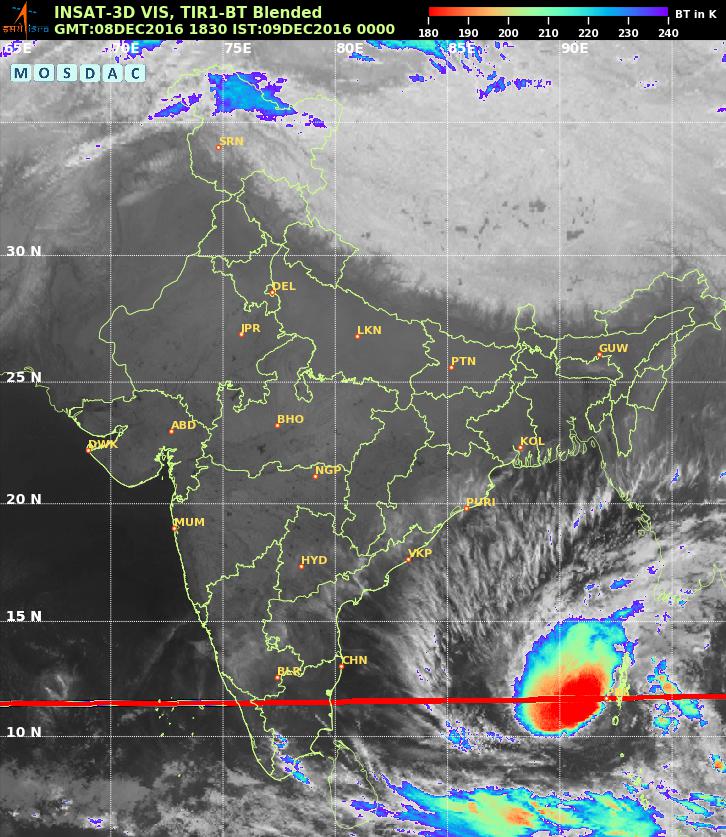 INSAT-3D VIS, TIR1-BT Blended
GMT:08DEC2016 1830 IST:09DEC2016 0000
BT in K
180 190 200 210 220 230 240
65E 70E 75E 80E 85E 90E
MOSDAC
SRN
30 N
DEL
JPR LKN
GUW
PTN
25 N
ABD BHO
DWK KOL
NGP
20 N PURI
MUM
HYD VKP
15 N
CHN
BLR
10 N